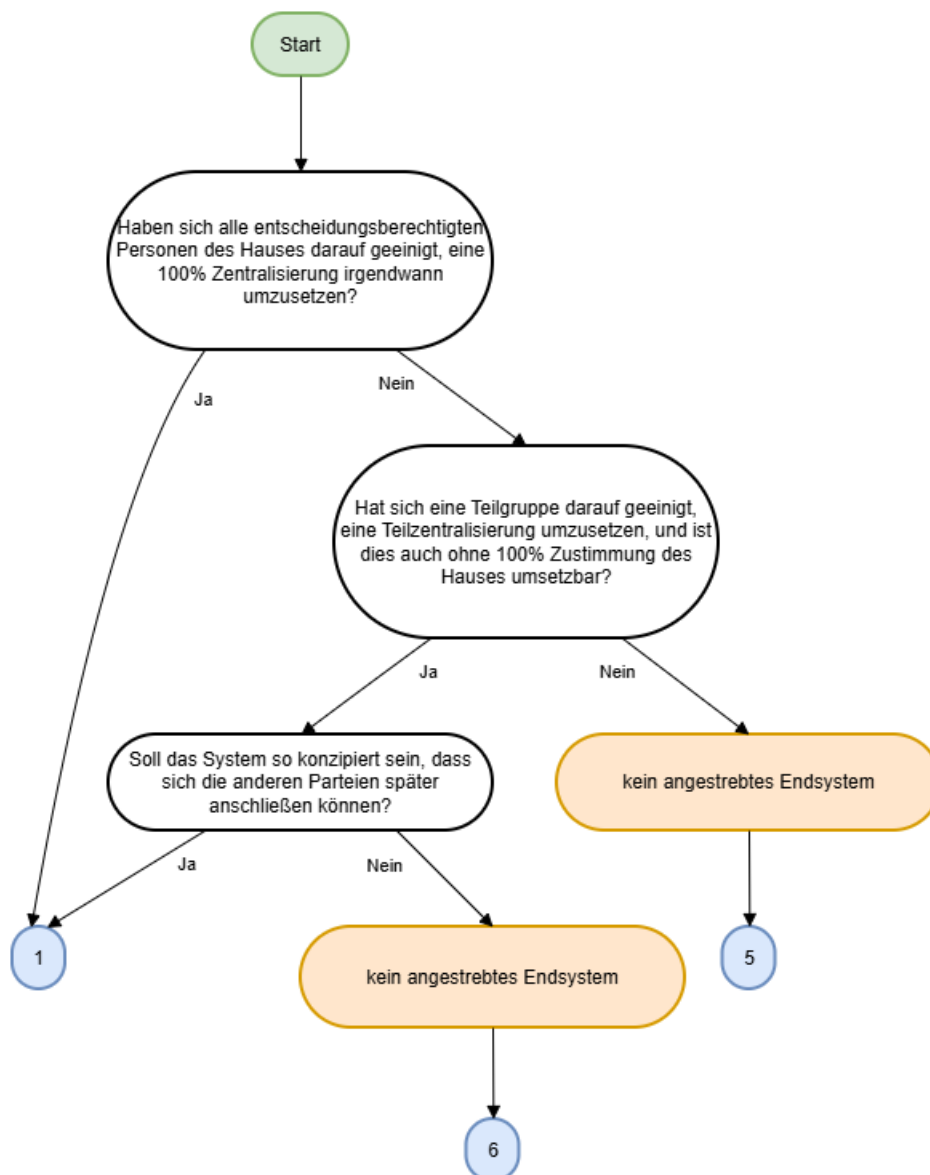 Start
Haben sich alle entscheidungsberechtigten
Personen des Hauses darauf geeinigt, eine
100% Zentralisierung irgendwann
umzusetzen?
Ja
Nein
Hat sich eine Teilgruppe darauf geeinigt,
eine Teilzentralisierung umzusetzen, und ist
dies auch ohne 100% Zustimmung des
Hauses umsetzbar?
Ja
Nein
Soll das System so konzipiert sein, dass
sich die anderen Parteien später
anschließen können?
kein angestrebtes Endsystem
Ja
Nein
1
kein angestrebtes Endsystem
5
6